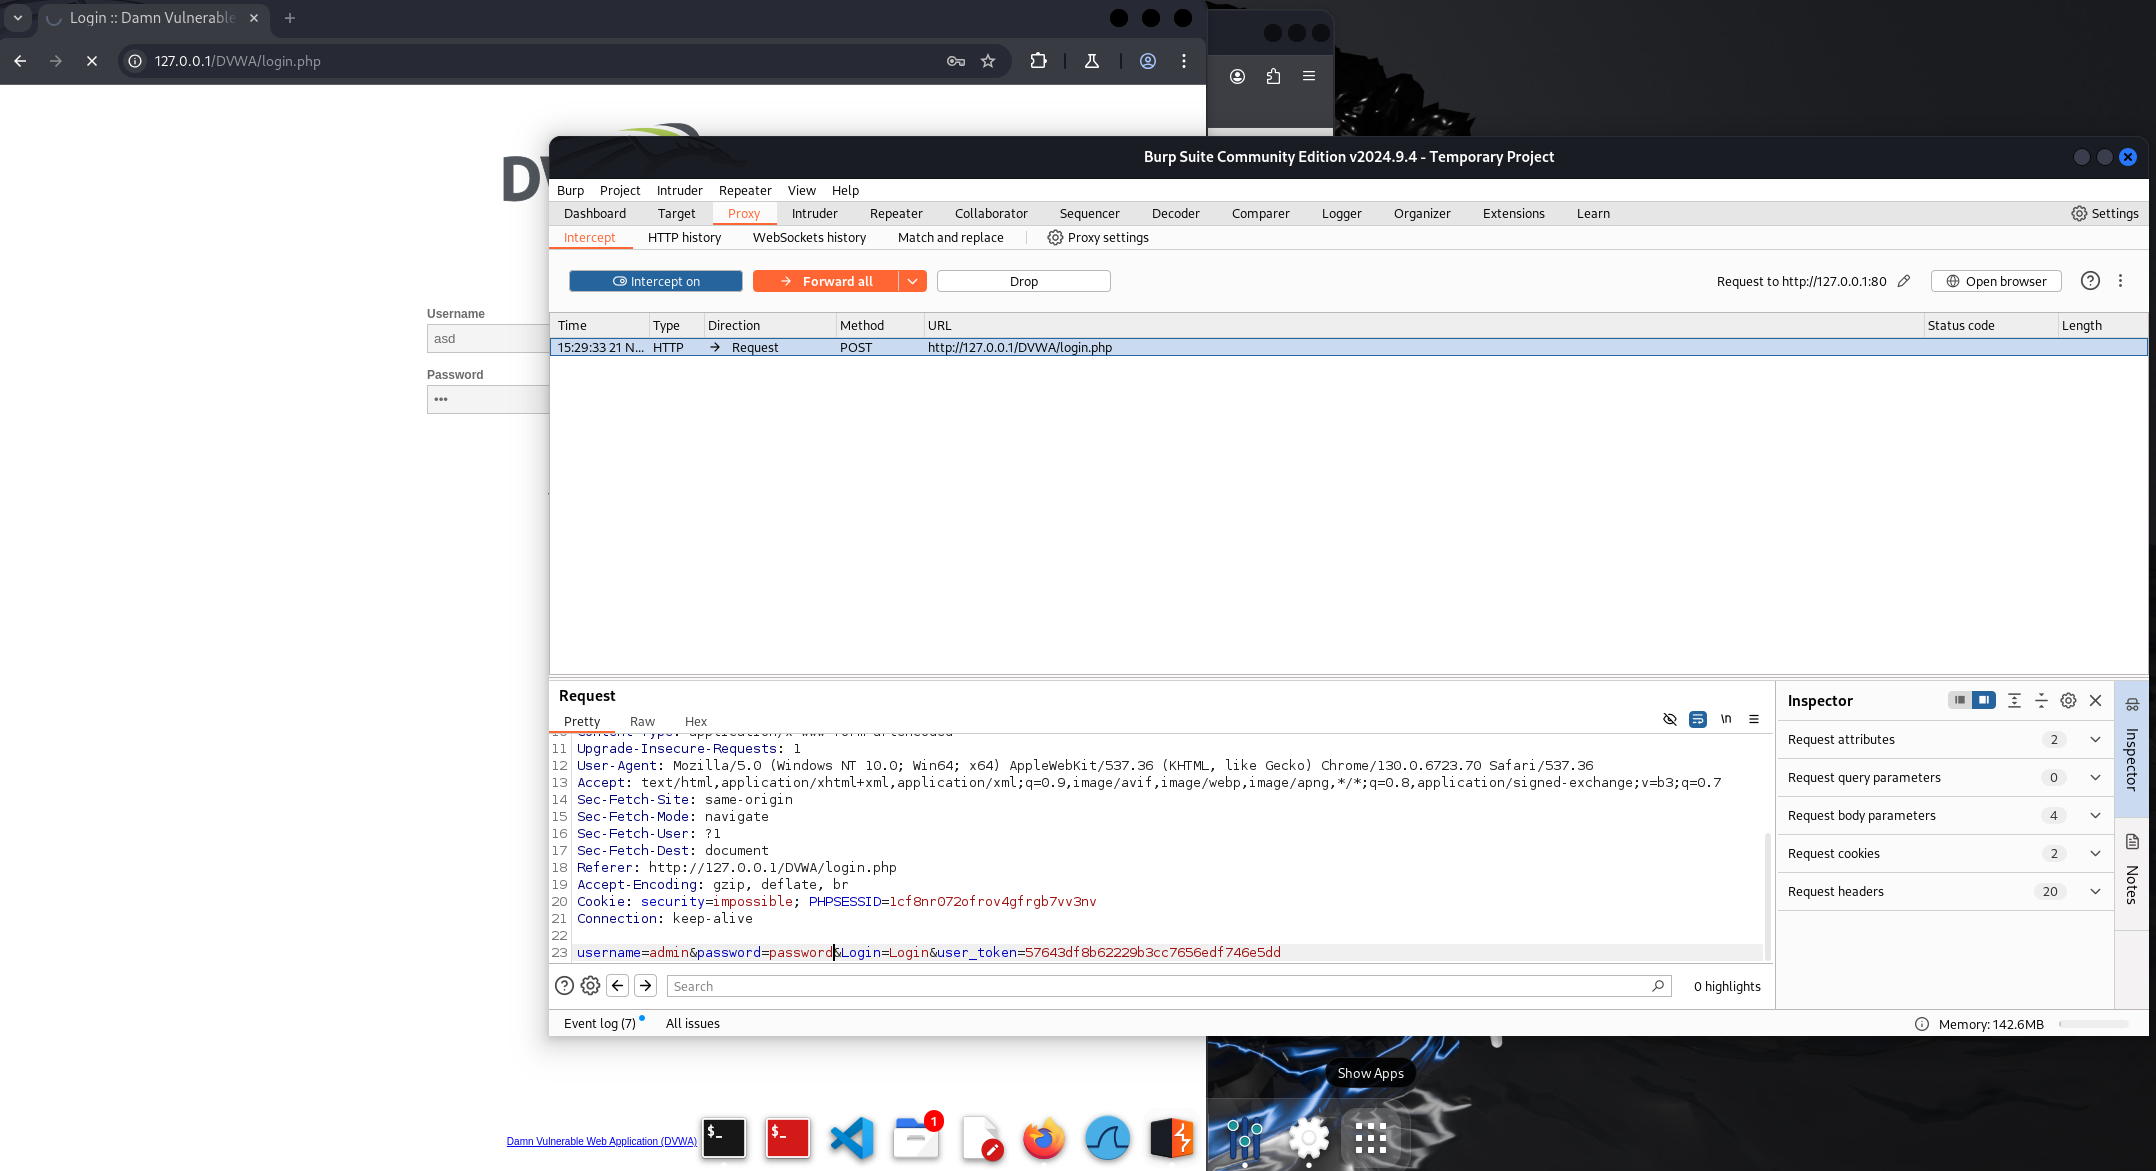 Login :: Damn Vulnerable
127.0.0.1/DVWA/login.php
Burp Suite Community Edition v2024.9.4 - Temporary Project
Burp Project Intruder Repeater View Help
Dashboard Target Proxy Intruder Repeater Collaborator Sequencer Decoder Comparer Logger Organizer Extensions Learn Settings
Intercept HTTP history WebSockets history Match and replace Proxy settings
Intercept on Forward all Drop Request to http://127.0.0.1:80 Open browser
Username
asd
Password
•••
Time Type Direction Method URL Status code Length
15:29:33 21 N... HTTP → Request POST http://127.0.0.1/DVWA/login.php
Request
Pretty Raw Hex \n
11 Upgrade-Insecure-Requests: 1
12 User-Agent: Mozilla/5.0 (Windows NT 10.0; Win64; x64) AppleWebKit/537.36 (KHTML, like Gecko) Chrome/130.0.6723.70 Safari/537.36
13 Accept: text/html,application/xhtml+xml,application/xml;q=0.9,image/avif,image/webp,image/apng,*/*;q=0.8,application/signed-exchange;v=b3;q=0.7
14 Sec-Fetch-Site: same-origin
15 Sec-Fetch-Mode: navigate
16 Sec-Fetch-User: ?1
17 Sec-Fetch-Dest: document
18 Referer: http://127.0.0.1/DVWA/login.php
19 Accept-Encoding: gzip, deflate, br
20 Cookie: security=impossible; PHPSESSID=1cf8nr072ofrov4gfrgb7vv3nv
21 Connection: keep-alive
22
23 username=admin&password=password&Login=Login&user_token=57643df8b62229b3cc7656edf746e5dd
Search
0 highlights
Inspector
Request attributes 2
Request query parameters 0
Request body parameters 4
Request cookies 2
Request headers 20
Inspector
Notes
Event log (7) All issues Memory: 142.6MB
Show Apps
Damn Vulnerable Web Application (DVWA)
$_
$_
1